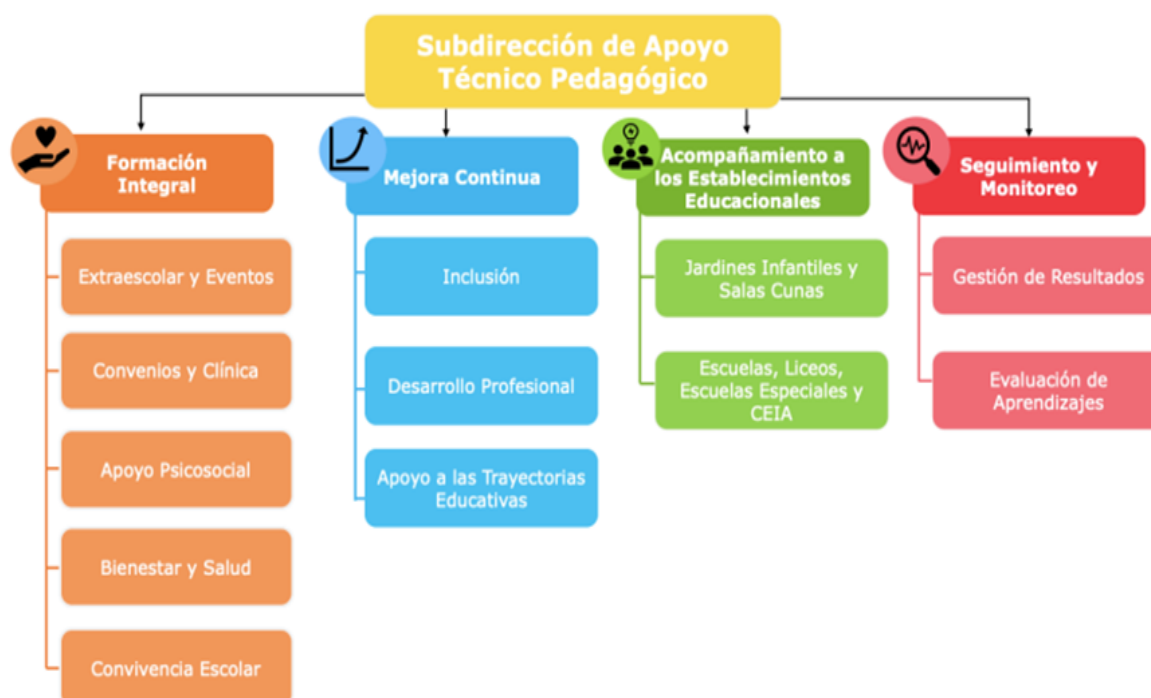 Subdirección de Apoyo
Técnico Pedagógico
Formación
Integral
Extraescolar y Eventos
Convenios y Clínica
Apoyo Psicosocial
Bienestar y Salud
Convivencia Escolar
Mejora Continua
Inclusión
Desarrollo Profesional
Apoyo a las Trayectorias
Educativas
Acompañamiento a
los Establecimientos
Educacionales
Jardines Infantiles y
Salas Cunas
Escuelas, Liceos,
Escuelas Especiales y
CEIA
Seguimiento y
Monitoreo
Gestión de Resultados
Evaluación de
Aprendizajes